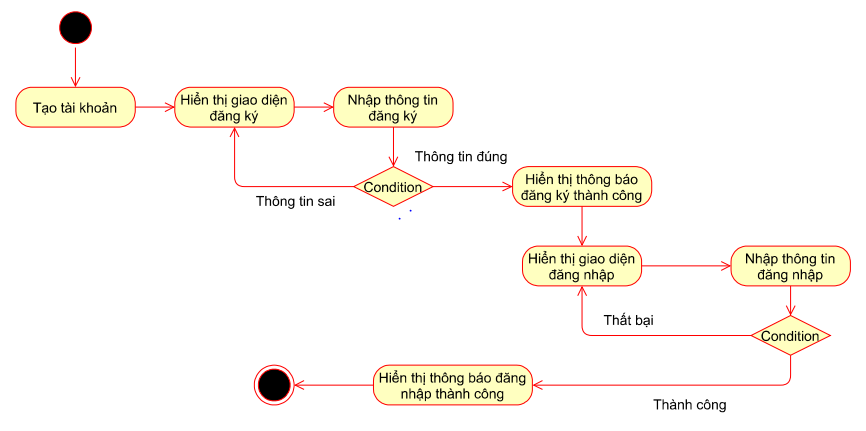 Tạo tài khoản
Hiển thị giao diện
đăng ký
Nhập thông tin
đăng ký
Thông tin đúng
Condition
Thông tin sai
Hiển thị thông báo
đăng ký thành công
Hiển thị giao diện
đăng nhập
Nhập thông tin
đăng nhập
Thất bại
Condition
Hiển thị thông báo đăng
nhập thành công
Thành công